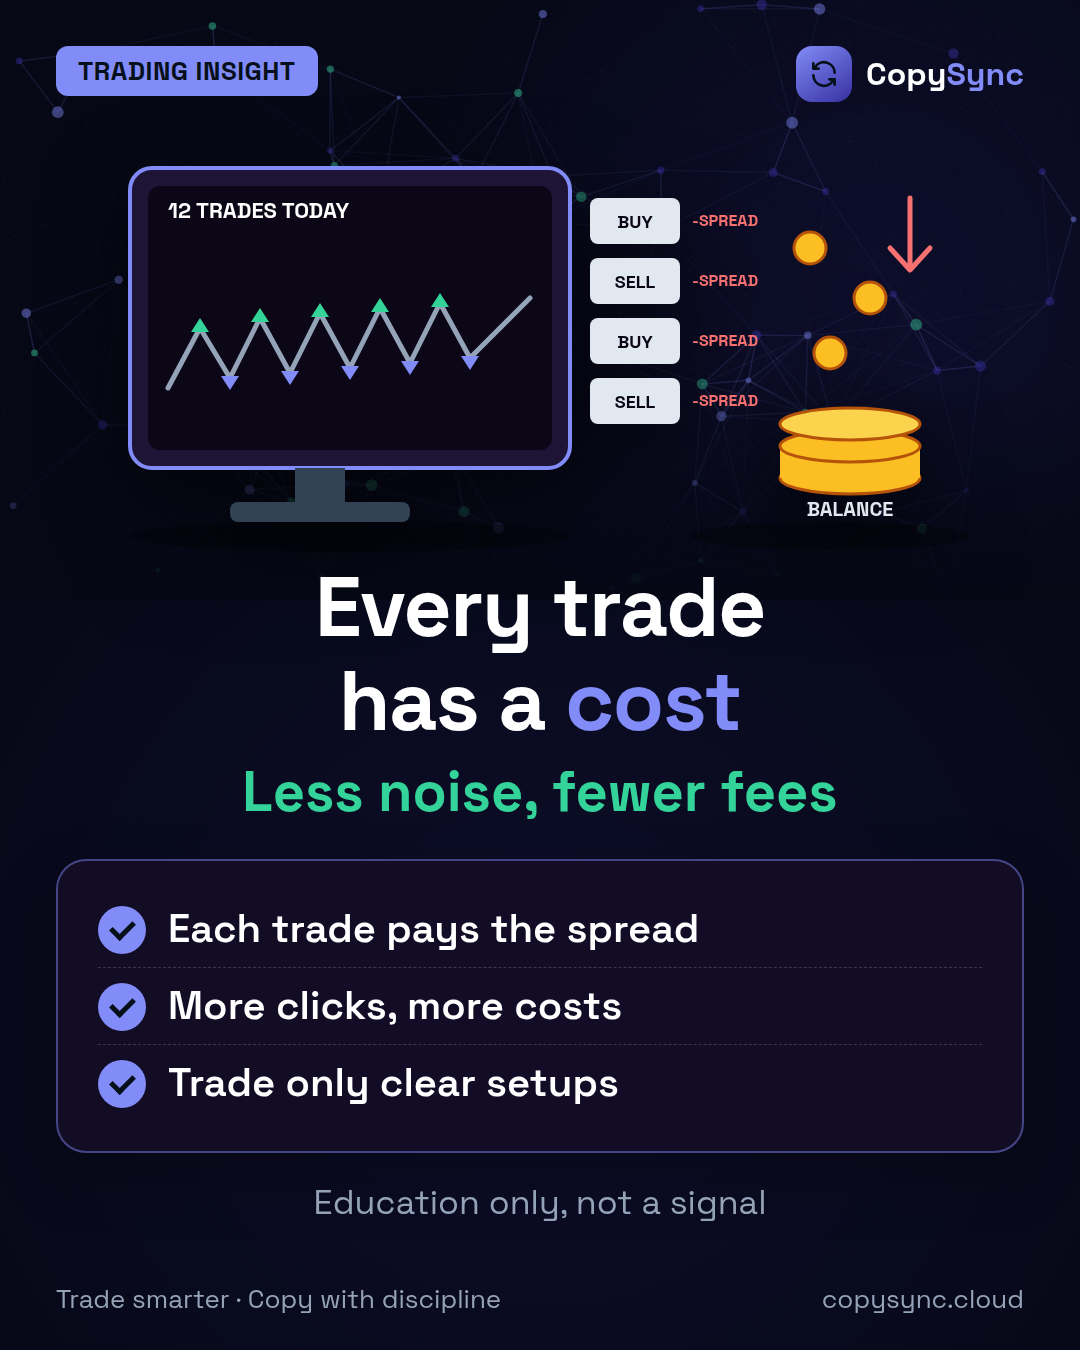 TRADING INSIGHT
CopySync
12 TRADES TODAY
BUY -SPREAD
SELL -SPREAD
BUY -SPREAD
SELL -SPREAD
BALANCE
Every trade
has a cost
Less noise, fewer fees
Each trade pays the spread
More clicks, more costs
Trade only clear setups
Education only, not a signal
Trade smarter · Copy with discipline
copysync.cloud